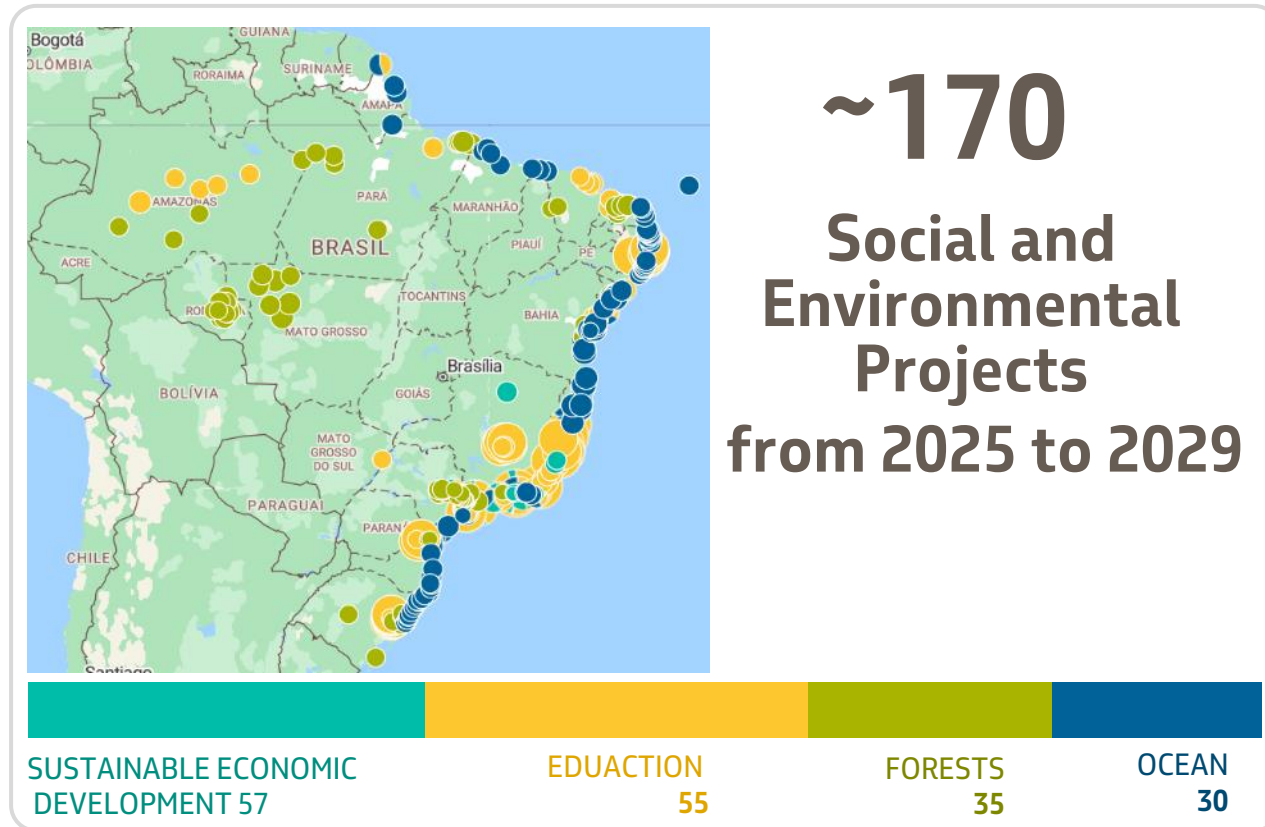 GUIANA
Bogotá
OLÔMBIA
RORAIMA
SURINAME
AMAPÁ
AMAZONAS
PARÁ
MARANHÃO
BRASIL
PIAUÍ
PE
ACRE
TOCANTINS
BAHIA
MATO GROSSO
Brasília
BOLÍVIA
GOIÁS
MATO
GROSSO
DO SUL
PARAGUAI
PARANÁ
CHILE
Santiago
~170
Social and
Environmental
Projects
from 2025 to 2029
SUSTAINABLE ECONOMIC
DEVELOPMENT 57
EDUACTION
55
FORESTS
35
OCEAN
30